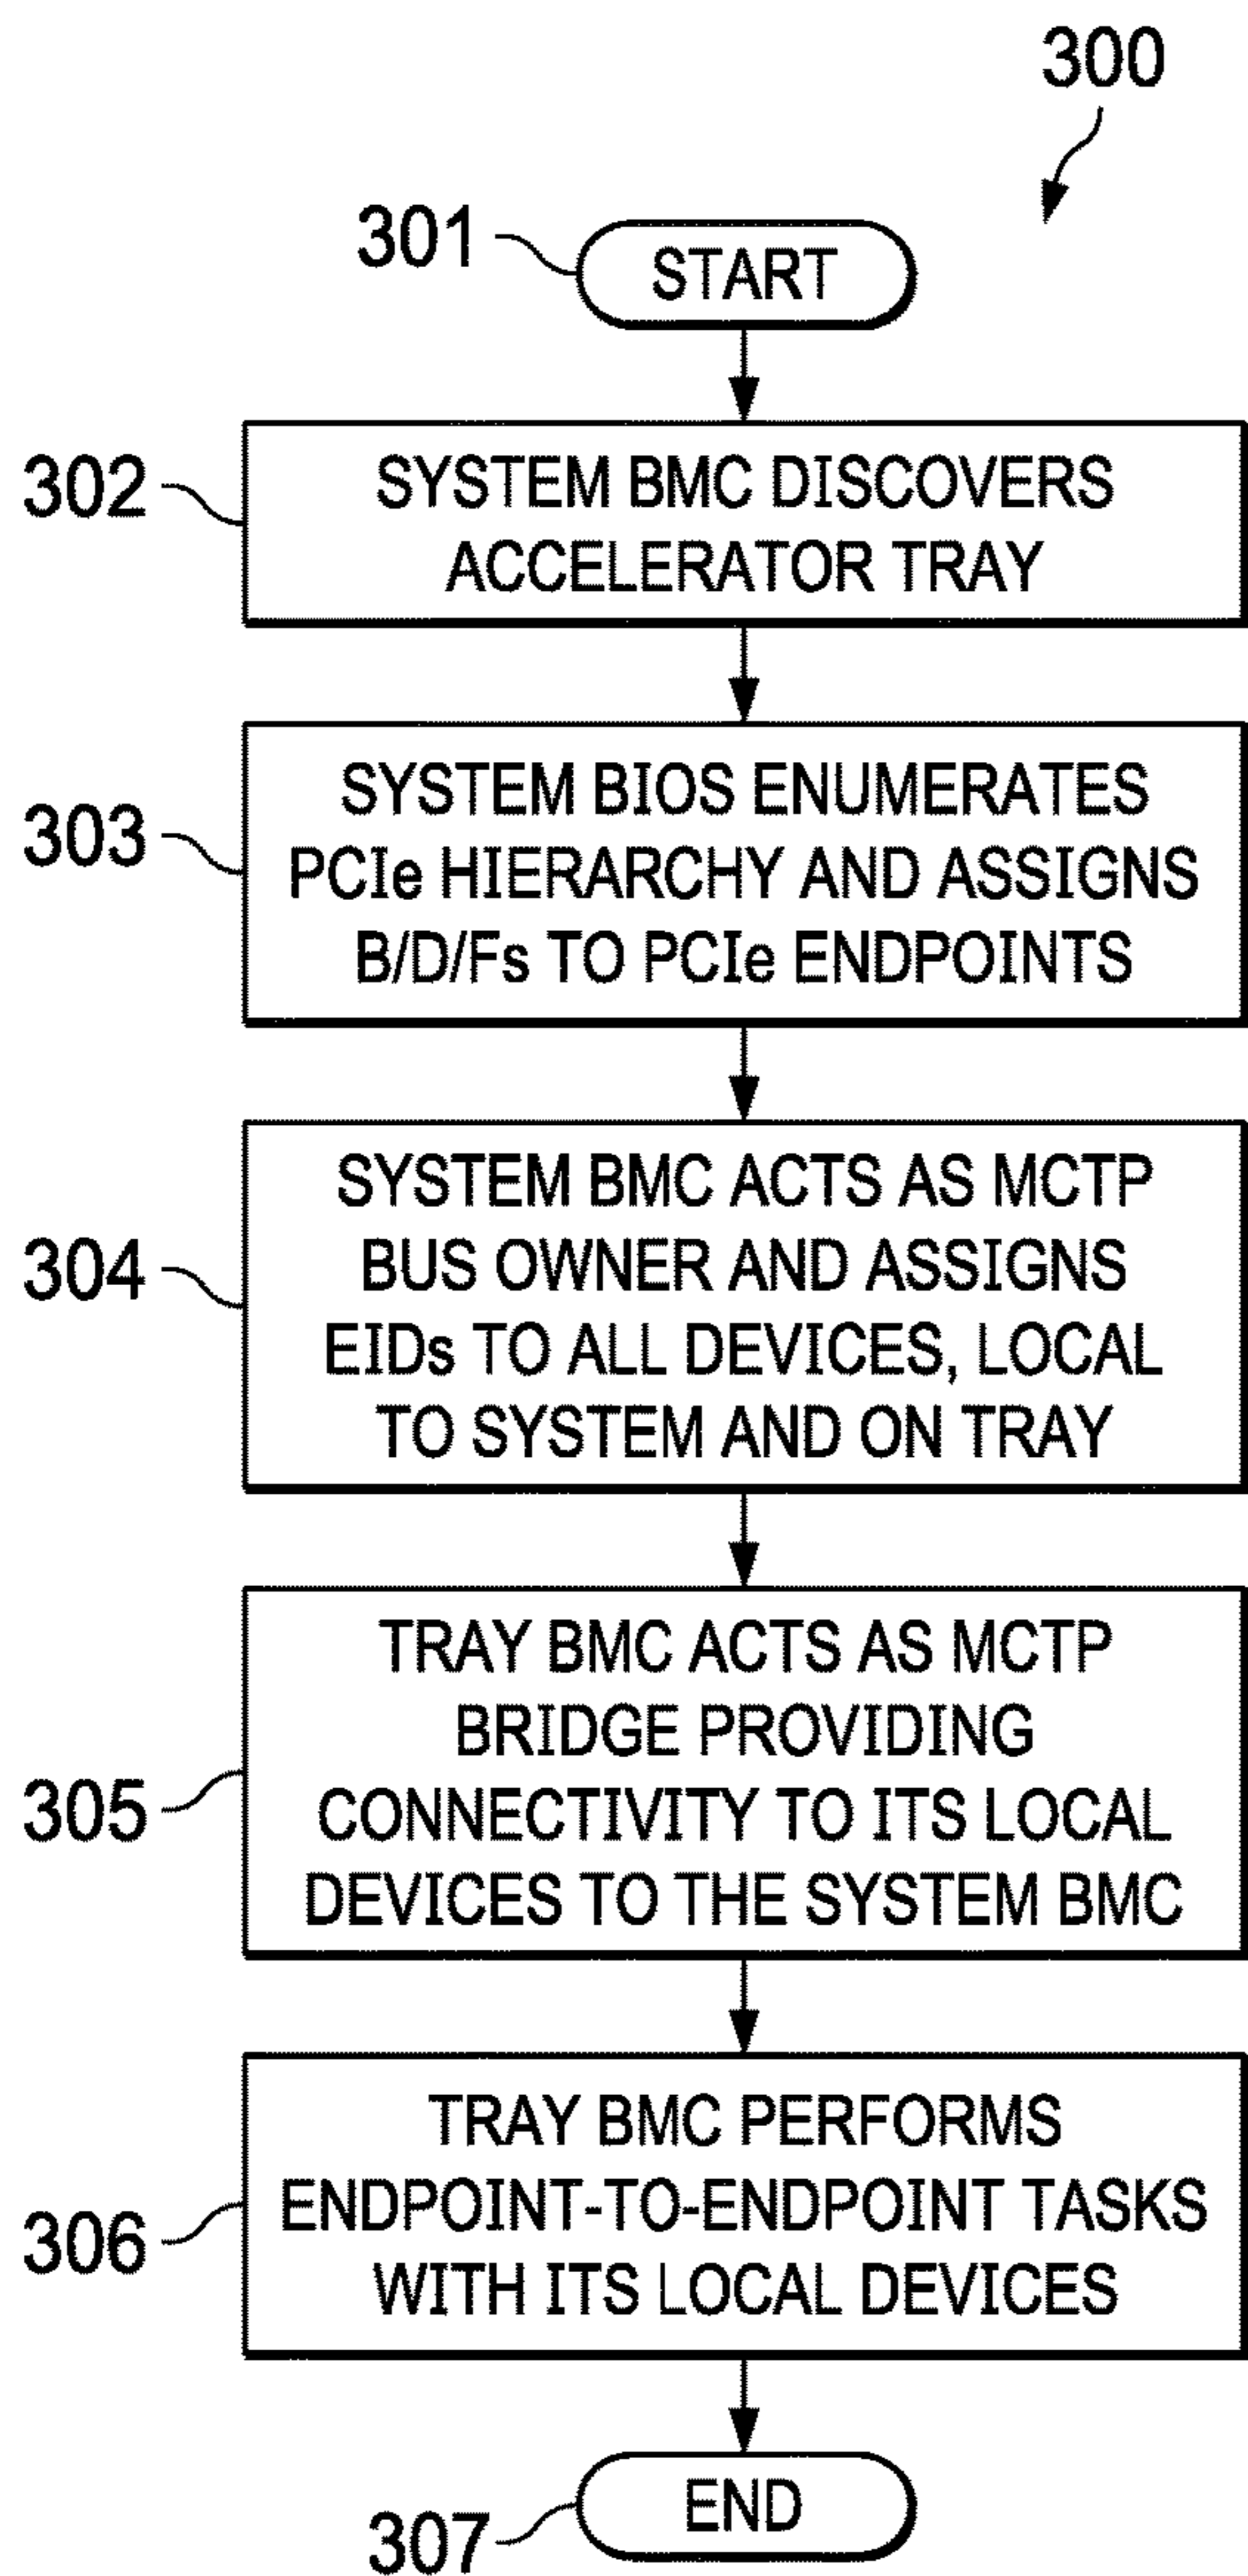 300
301
START
302
SYSTEM BMC DISCOVERS
ACCELERATOR TRAY
303
SYSTEM BIOS ENUMERATES
PCIe HIERARCHY AND ASSIGNS
B/D/Fs TO PCIe ENDPOINTS
304
SYSTEM BMC ACTS AS MCTP
BUS OWNER AND ASSIGNS
EIDs TO ALL DEVICES, LOCAL
TO SYSTEM AND ON TRAY
305
TRAY BMC ACTS AS MCTP
BRIDGE PROVIDING
CONNECTIVITY TO ITS LOCAL
DEVICES TO THE SYSTEM BMC
306
TRAY BMC PERFORMS
ENDPOINT-TO-ENDPOINT TASKS
WITH ITS LOCAL DEVICES
307
END